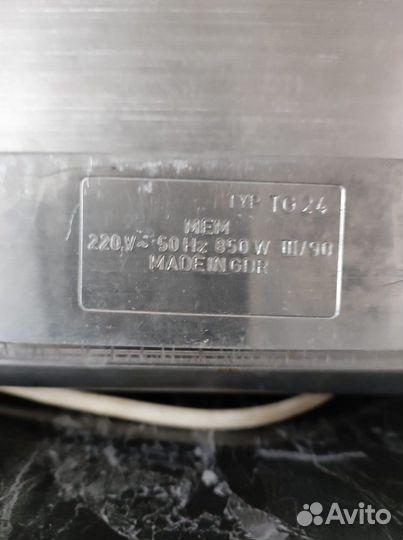 TYP TG 24
MEM
220 V~ 50 Hz 850 W III/90
MADE IN GDR
Avito